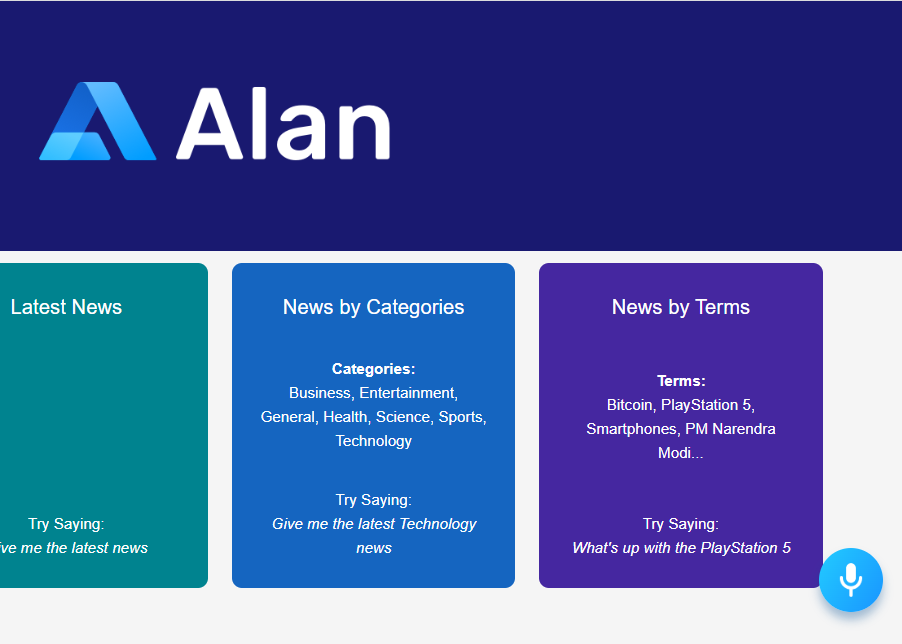 Alan
Latest News
Try Saying:
ve me the latest news
News by Categories
Categories:
Business, Entertainment,
General, Health, Science, Sports,
Technology
Try Saying:
Give me the latest Technology
news
News by Terms
Terms:
Bitcoin, PlayStation 5,
Smartphones, PM Narendra
Modi...
Try Saying:
What's up with the PlayStation 5